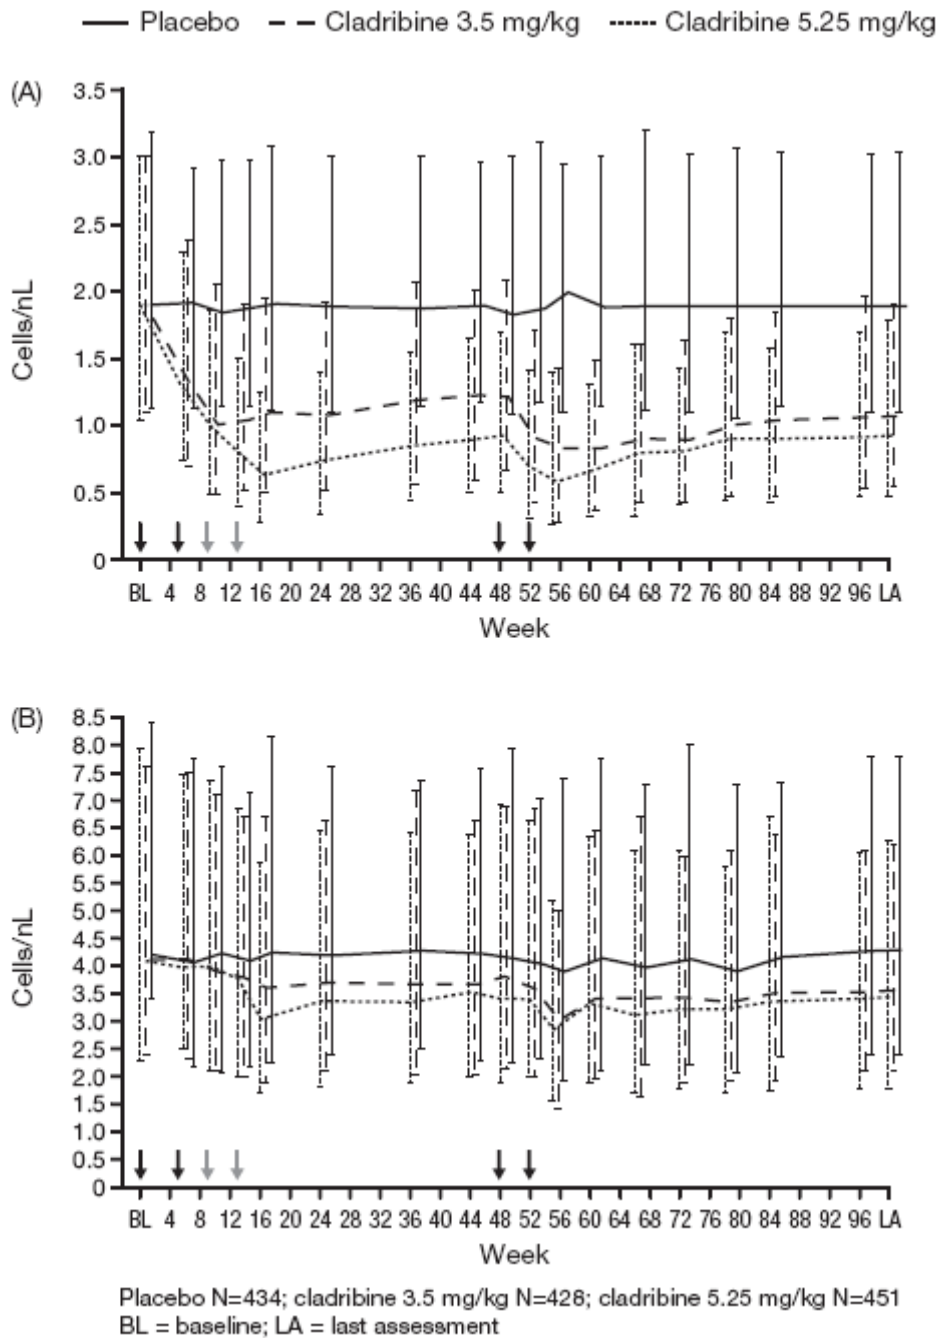 Placebo Cladribine 3.5 mg/kg Cladribine 5.25 mg/kg
(A)
3.5
3.0
2.5
2.0
1.5
1.0
0.5
0
Cells/nL
BL 4 8 12 16 20 24 28 32 36 40 44 48 52 56 60 64 68 72 76 80 84 88 92 96 LA
Week
(B)
8.5
8.0
7.5
7.0
6.5
6.0
5.5
5.0
4.5
4.0
3.5
3.0
2.5
2.0
1.5
1.0
0.5
0
Cells/nL
BL 4 8 12 16 20 24 28 32 36 40 44 48 52 56 60 64 68 72 76 80 84 88 92 96 LA
Week
Placebo N=434; cladribine 3.5 mg/kg N=428; cladribine 5.25 mg/kg N=451
BL = baseline; LA = last assessment